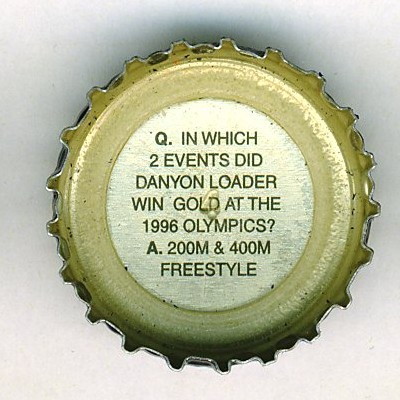 Q. IN WHICH
2 EVENTS DID
DANYON LOADER
WIN GOLD AT THE
1996 OLYMPICS?
A. 200M & 400M
FREESTYLE